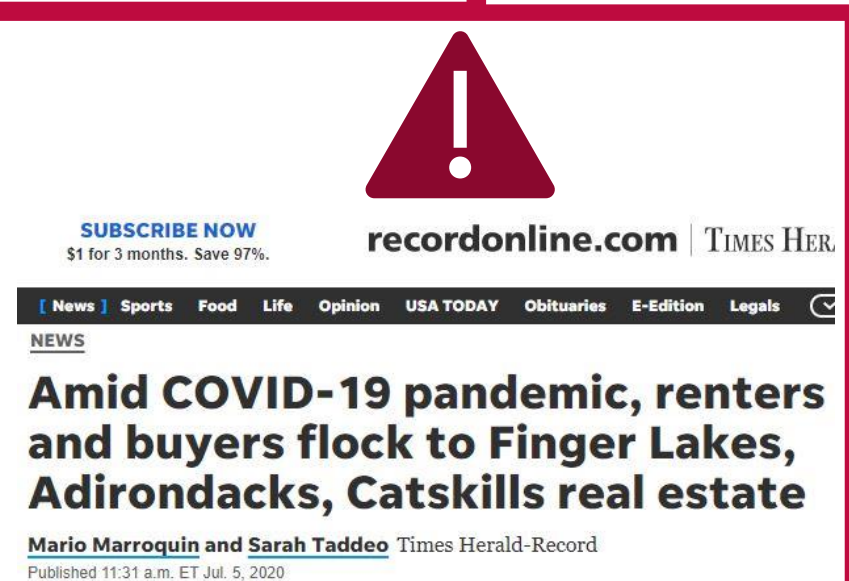 SUBSCRIBE NOW
$1 for 3 months. Save 97%.
recordonline.com | TIMES HER
[ News ] Sports Food Life Opinion USA TODAY Obituaries E-Edition Legals
NEWS
Amid COVID-19 pandemic, renters
and buyers flock to Finger Lakes,
Adirondacks, Catskills real estate
Mario Marroquin and Sarah Taddeo Times Herald-Record
Published 11:31 a.m. ET Jul. 5, 2020